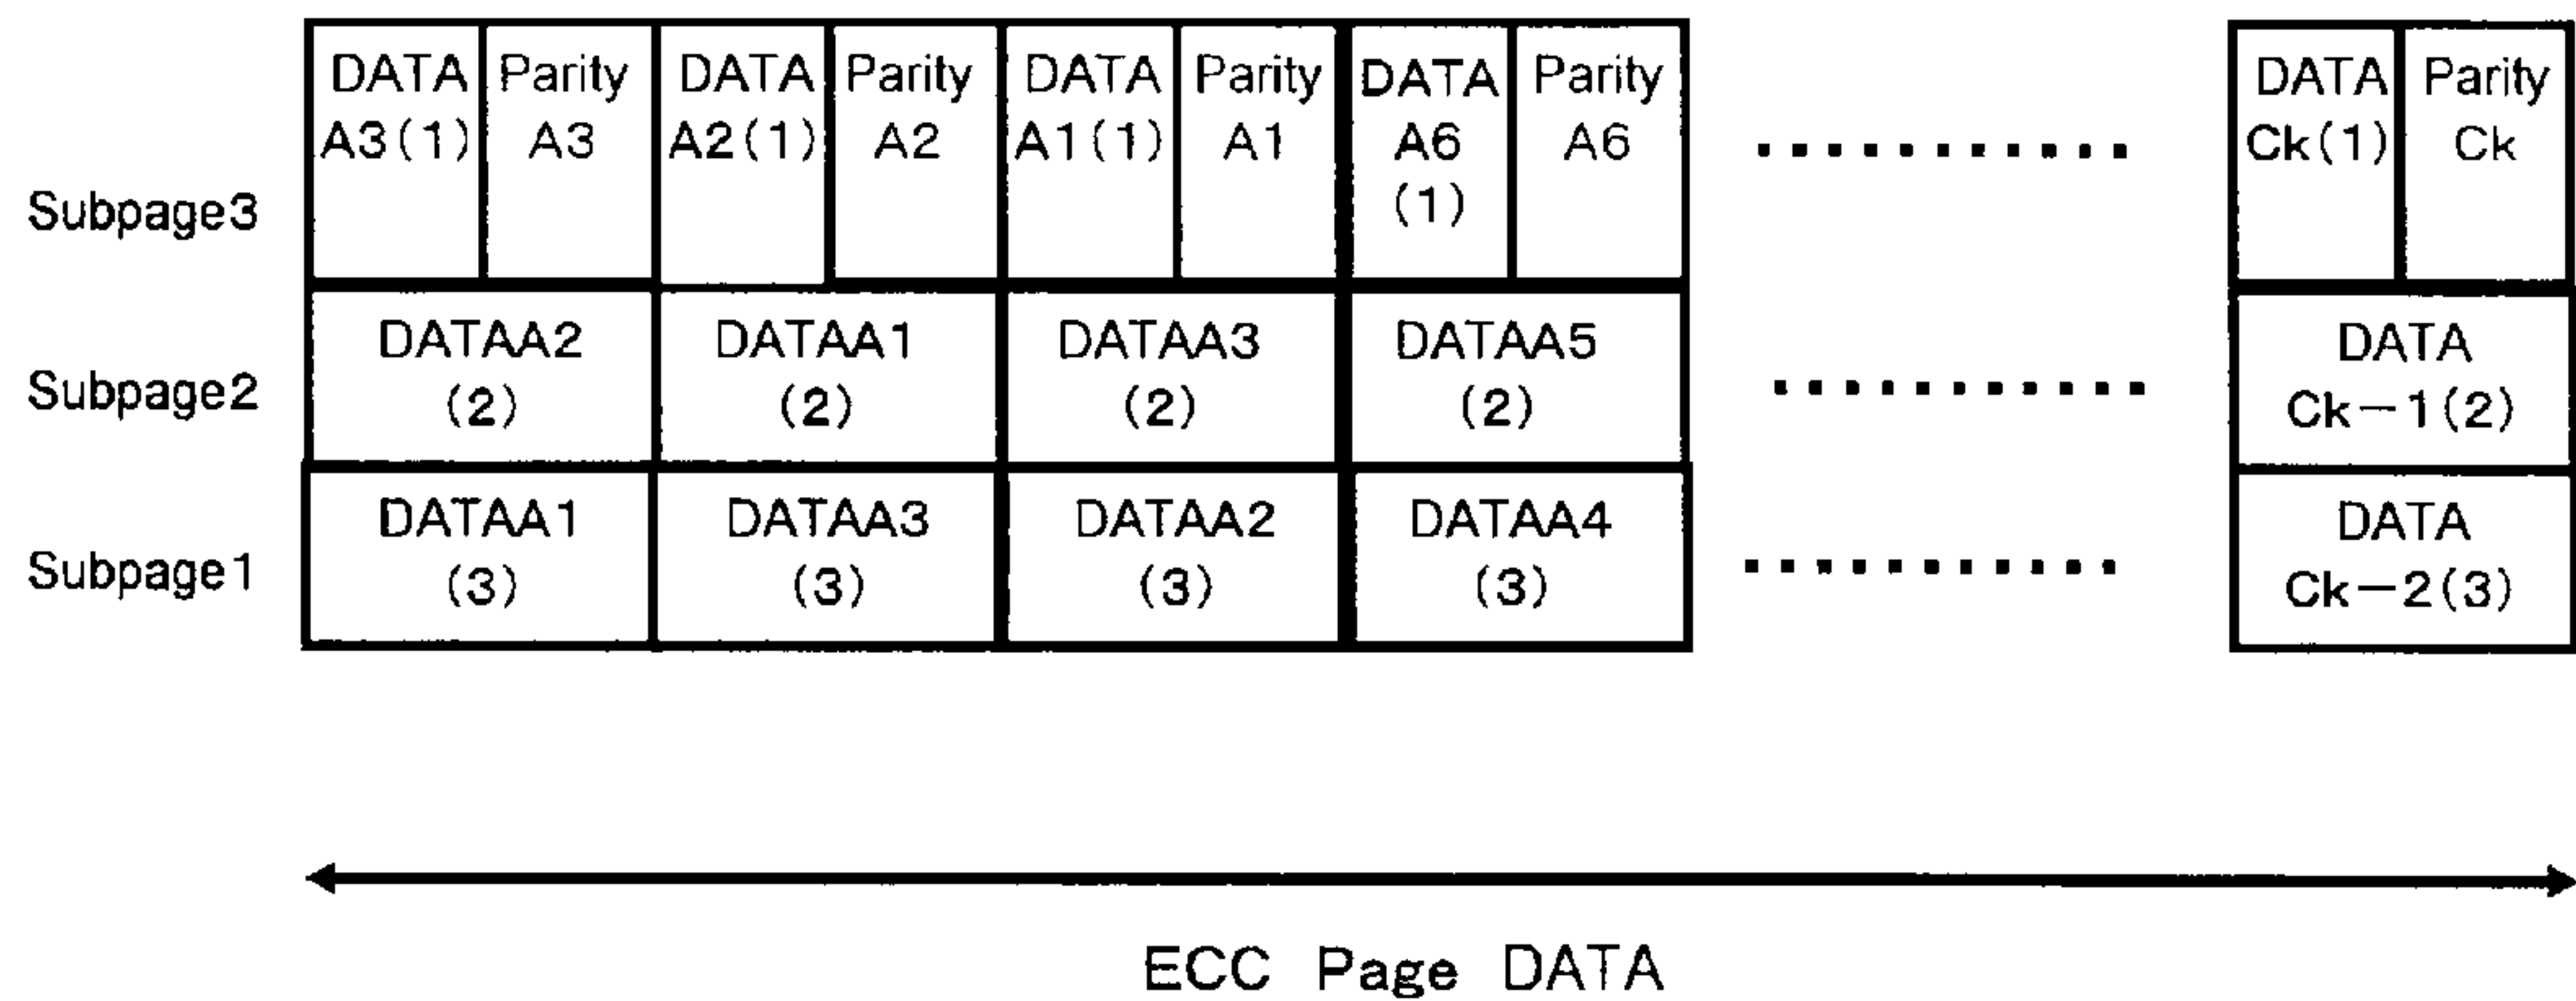 DATA Parity DATA Parity DATA Parity DATA Parity DATA Parity
A3(1) A3 A2(1) A2 A1(1) A1 A6 A6 Ck(1) Ck
(1)
Subpage3
DATAA2 DATAA1 DATAA3 DATAA5 DATA
Subpage2
(2) (2) (2) (2) Ck-1(2)
DATAA1 DATAA3 DATAA2 DATAA4 DATA
Subpage1
(3) (3) (3) (3) Ck-2(3)
ECC Page DATA